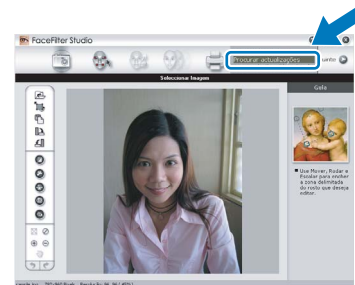 FaceFilter Studio
Procurar actualizações
Seleccionar Imagem
Guia
Use Mover, Rodar e
Escalar para encher
a zona delimitada
do rosto que deseja
editar.